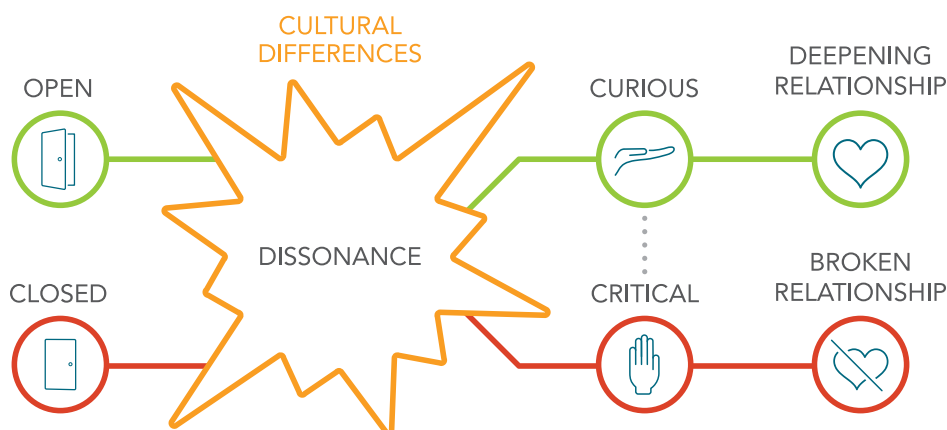 CULTURAL
DIFFERENCES
OPEN
CURIOUS
DEEPENING
RELATIONSHIP
DISSONANCE
CLOSED
CRITICAL
BROKEN
RELATIONSHIP